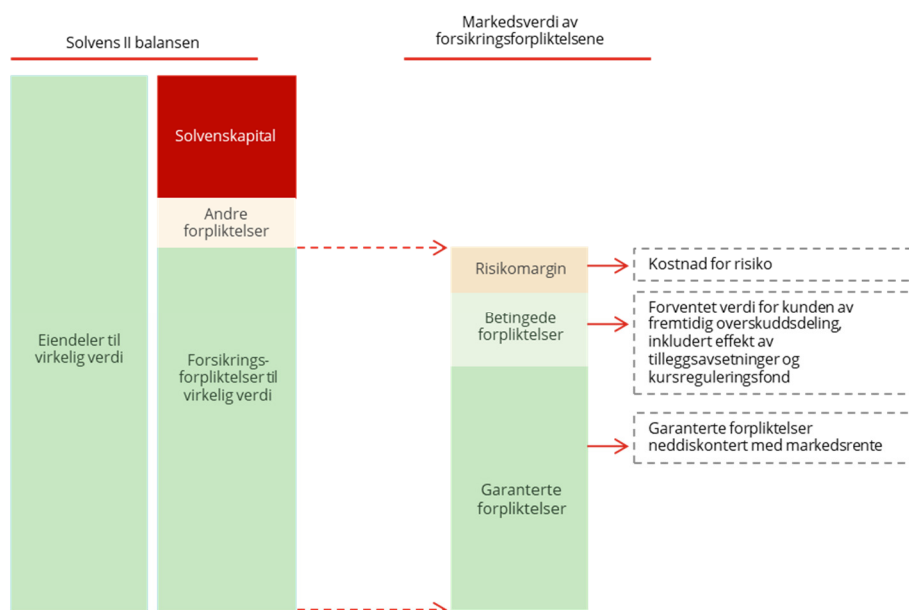 Solvens II balansen
Markedsverdi av
forsikringsforpliktelsene
Eiendeler til
virkelig verdi
Solvenskapital
Andre
forpliktelser
Forsikrings-
forpliktelser til
virkelig verdi
Risikomargin
Betingede
forpliktelser
Garanterte
forpliktelser
Kostnad for risiko
Forventet verdi for kunden av
fremtidig overskuddsdeling,
inkludert effekt av
tilleggsavsetninger og
kursreguleringsfond
Garanterte forpliktelser
neddiskontert med markedsrente